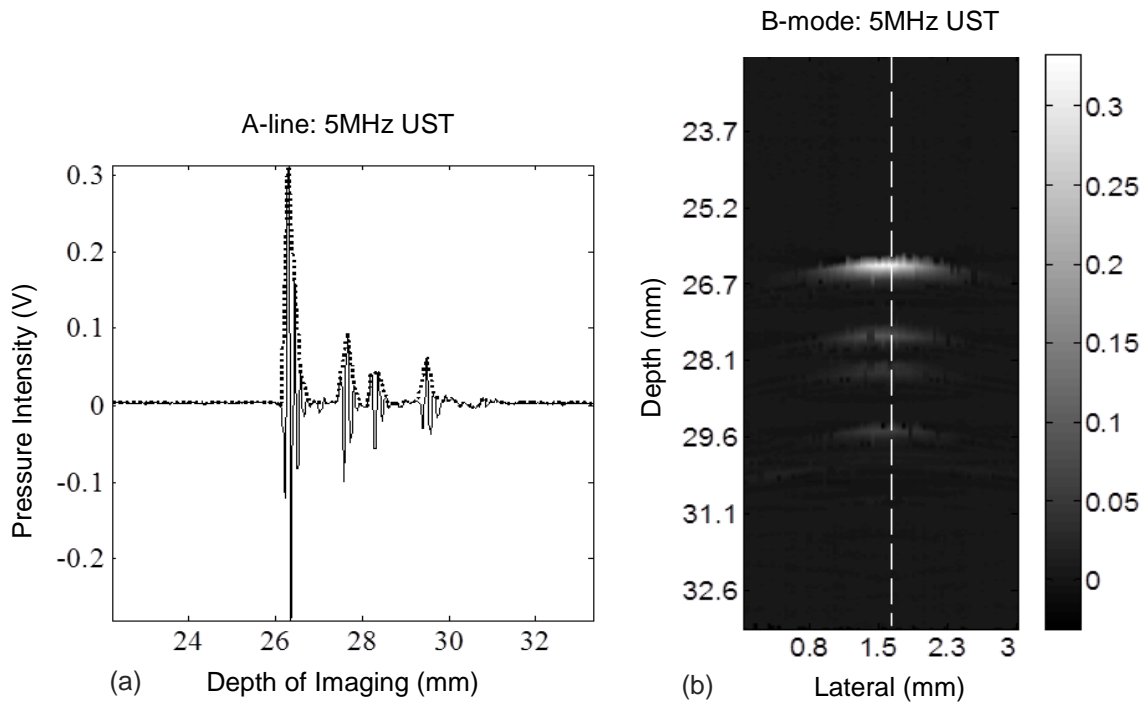 A-line: 5MHz UST
Pressure Intensity (V)
0.3
0.2
0.1
0
-0.1
-0.2
24 26 28 30 32
(a) Depth of Imaging (mm)
B-mode: 5MHz UST
Depth (mm)
23.7
25.2
26.7
28.1
29.6
31.1
32.6
0.8 1.5 2.3 3
(b) Lateral (mm)
0.3
0.25
0.2
0.15
0.1
0.05
0